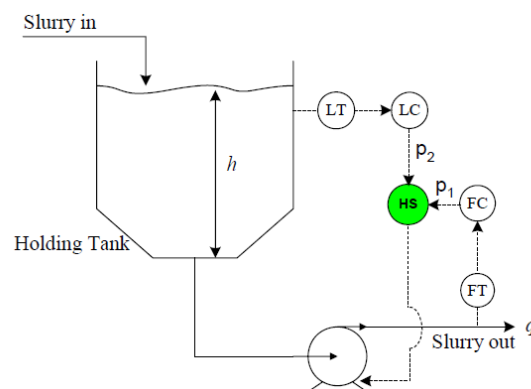 Slurry in
LT
LC
p2
h
HS
p1
FC
Holding Tank
FT
Slurry out
q